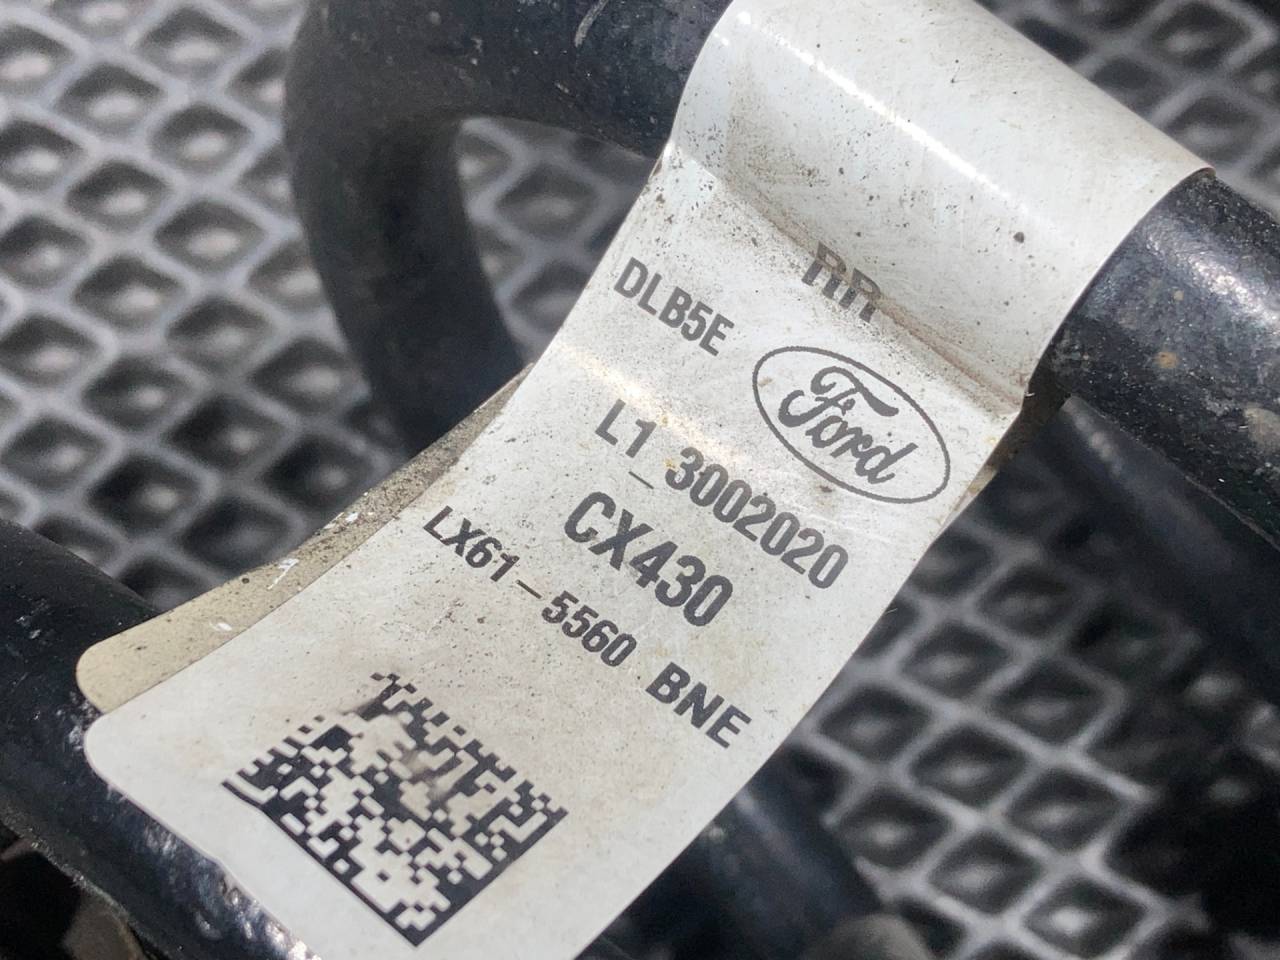 RR
DLB5E
Ford
L1_3002020
CX430
LX61-5560 BNE